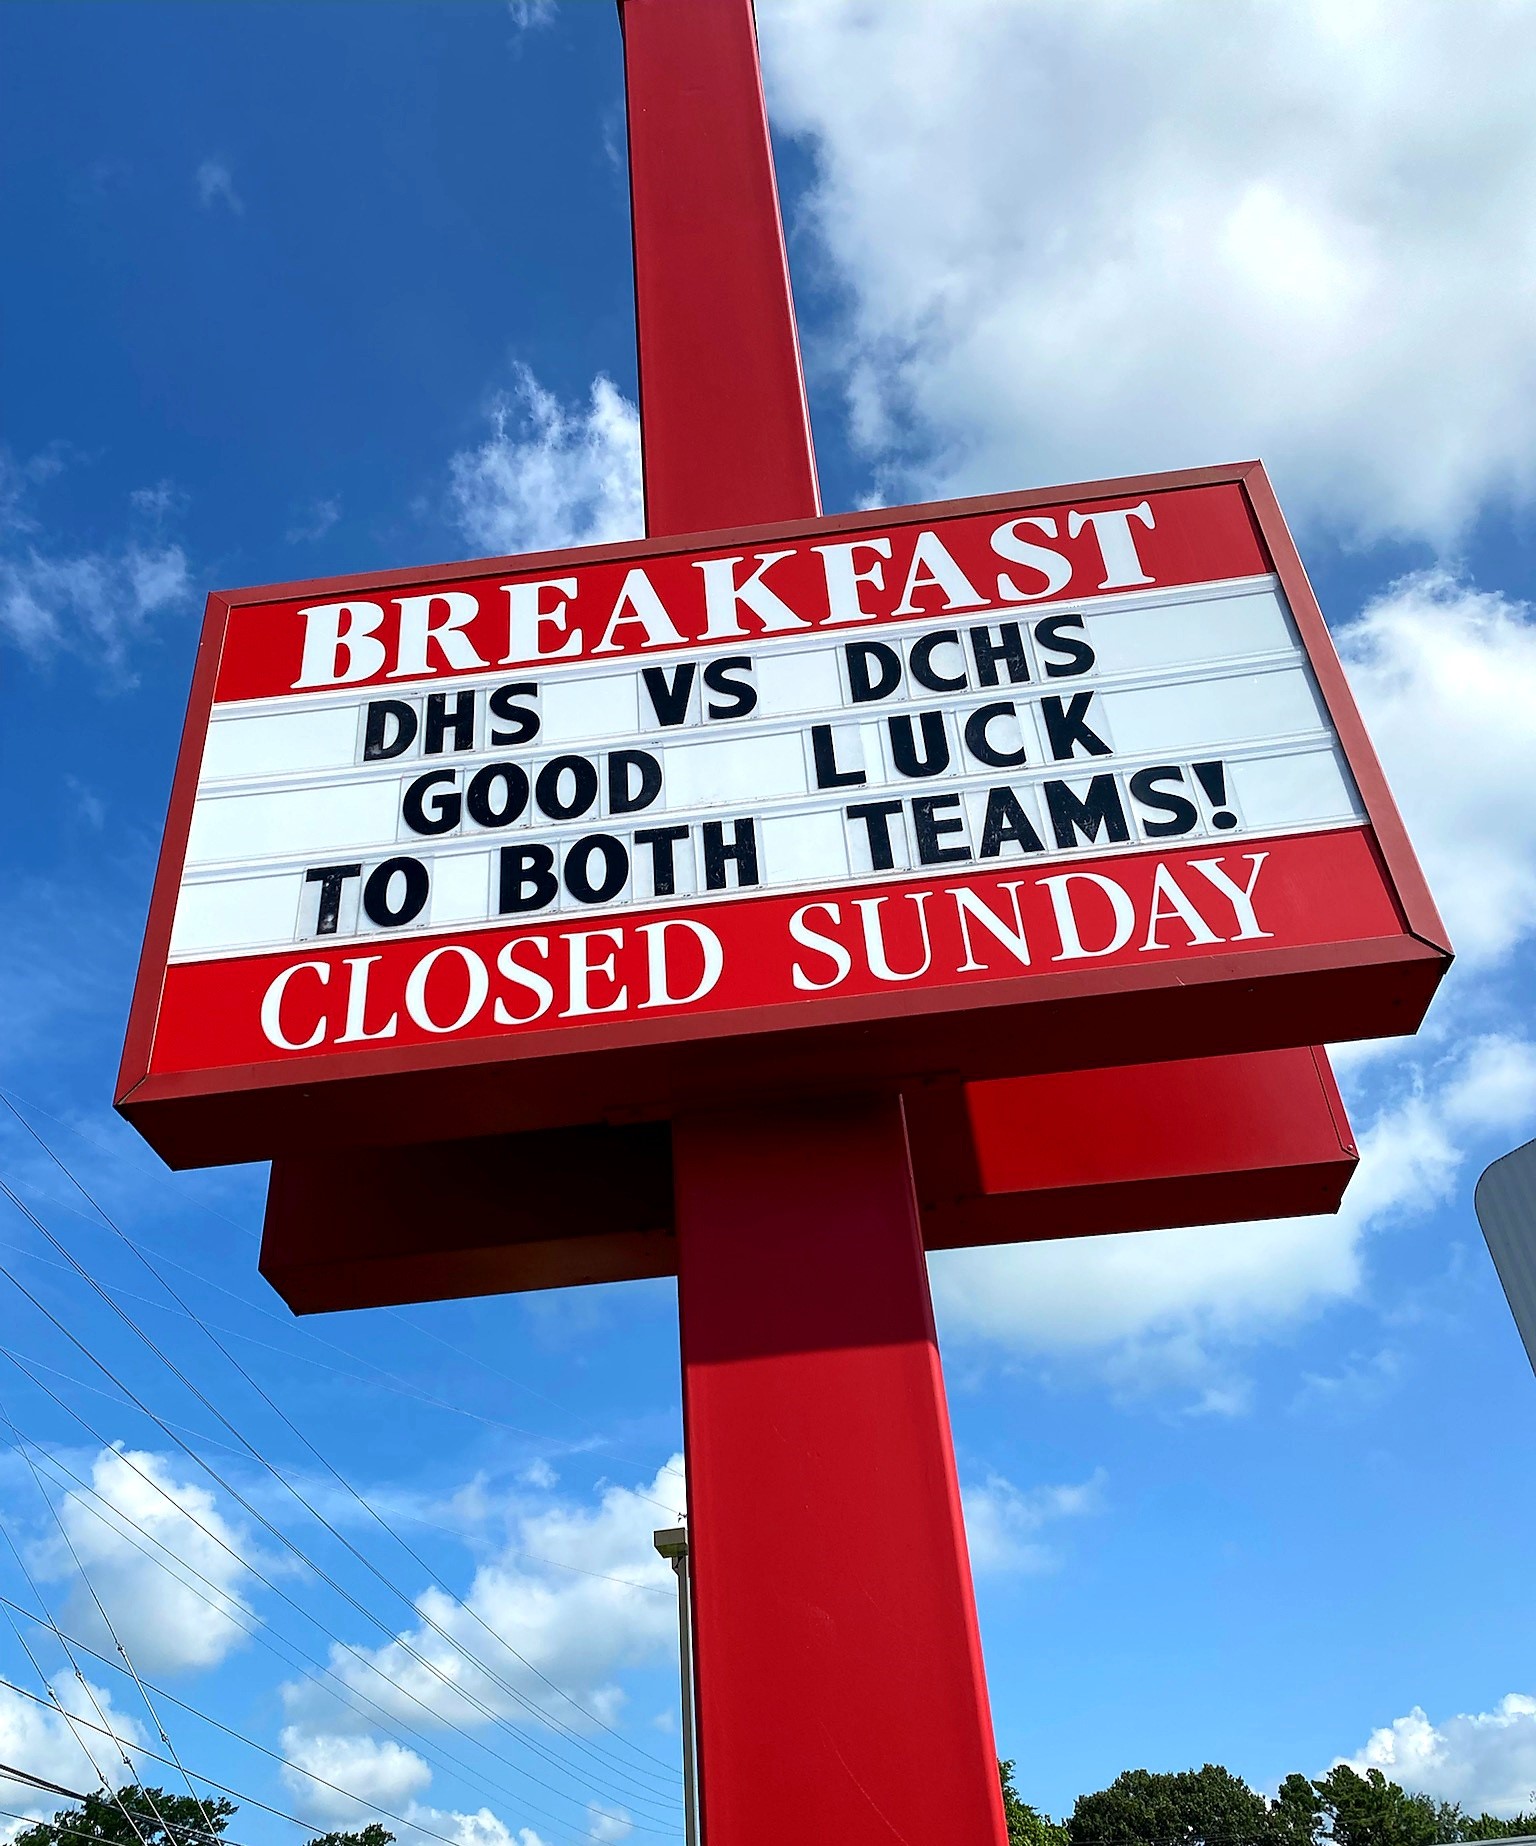 BREAKFAST
DHS VS DCHS
GOOD LUCK
TO BOTH TEAMS!
CLOSED SUNDAY